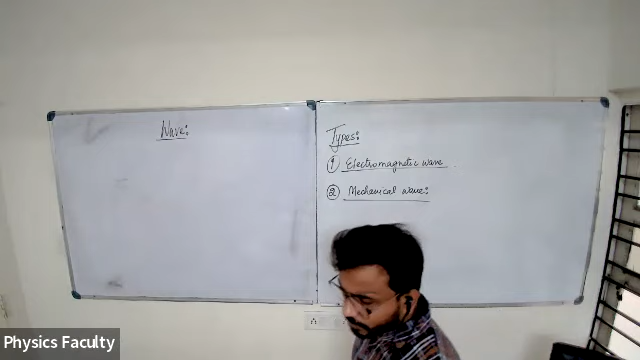 Wave:
Types:
1 Electromagnetic wave
2 Mechanical wave:
Physics Faculty